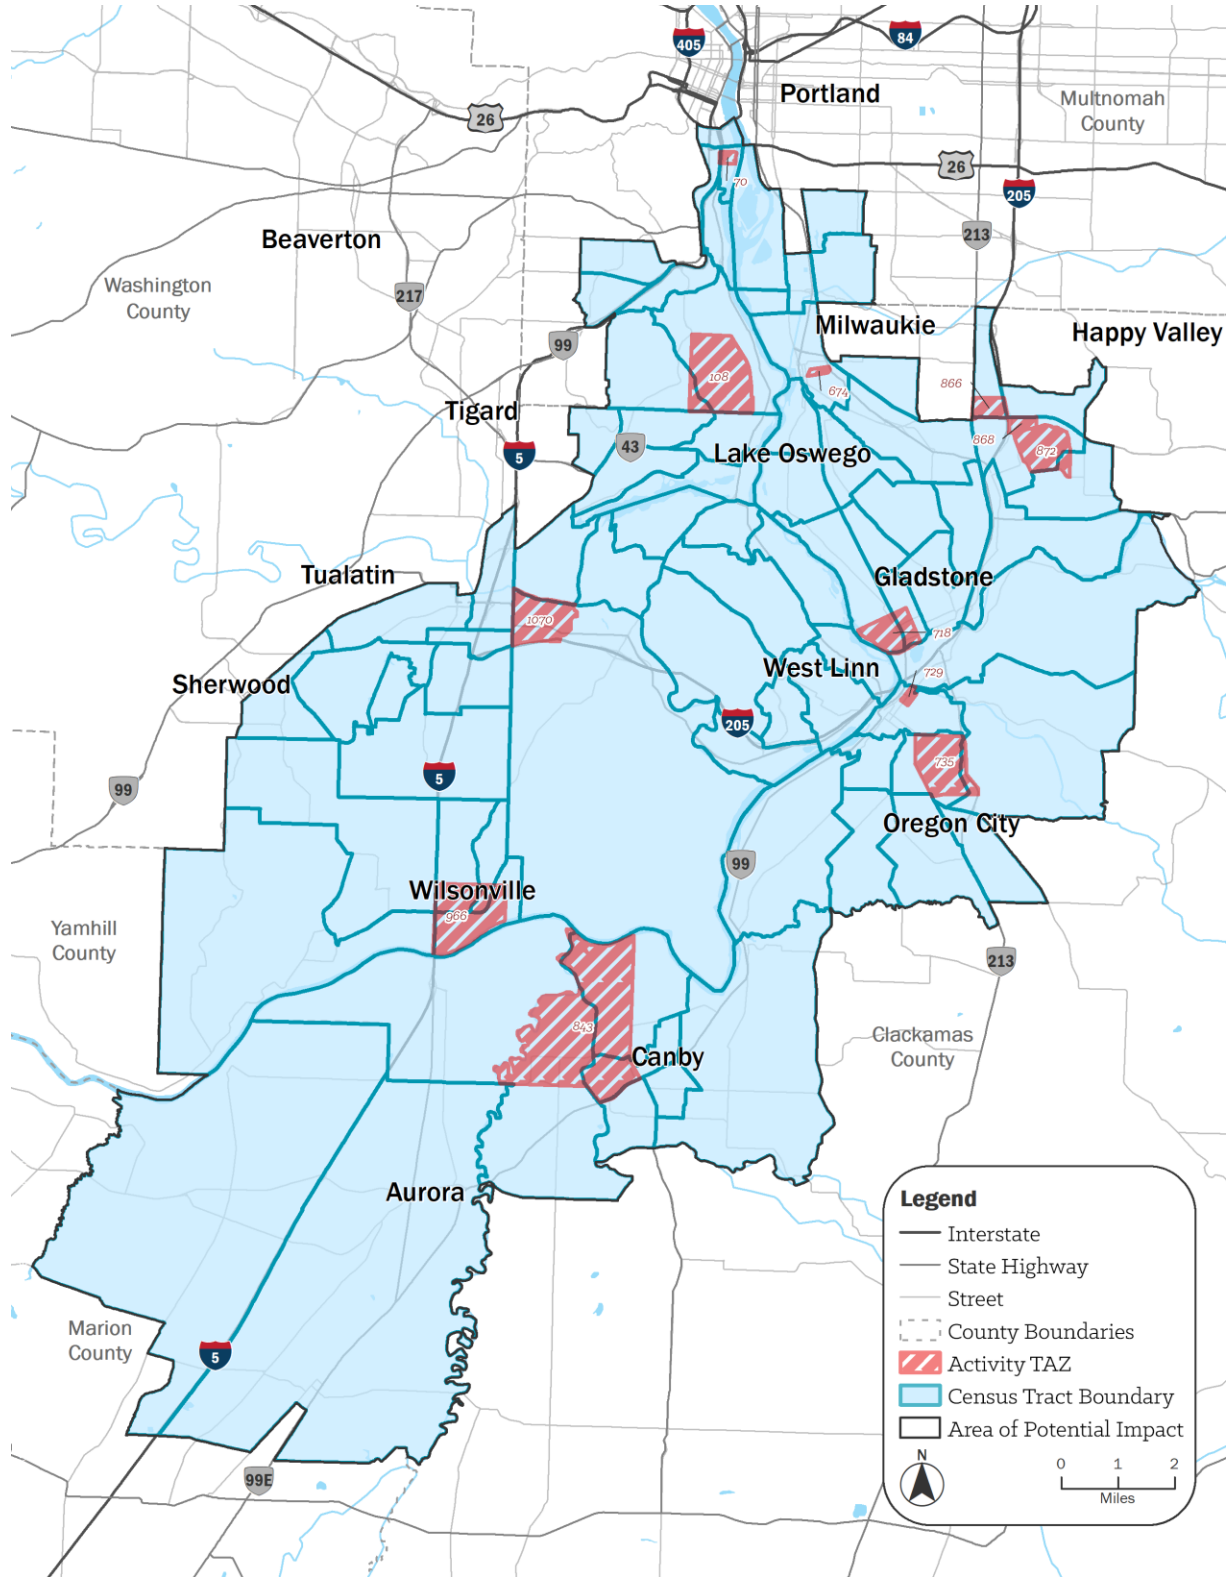 405
84
Portland
Multnomah
County
26
26
70
205
213
Beaverton
Washington
County
217
Milwaukie
Happy Valley
99
108
674
866
Tigard
43
5
Lake Oswego
868
872
Tualatin
Gladstone
1070
718
West Linn
729
Sherwood
205
735
5
99
Oregon City
99
Wilsonville
966
Yamhill
County
213
843
Canby
Clackamas
County
Aurora
Marion
County
5
99E
Legend
Interstate
State Highway
Street
County Boundaries
Activity TAZ
Census Tract Boundary
Area of Potential Impact
N
0 1 2
Miles